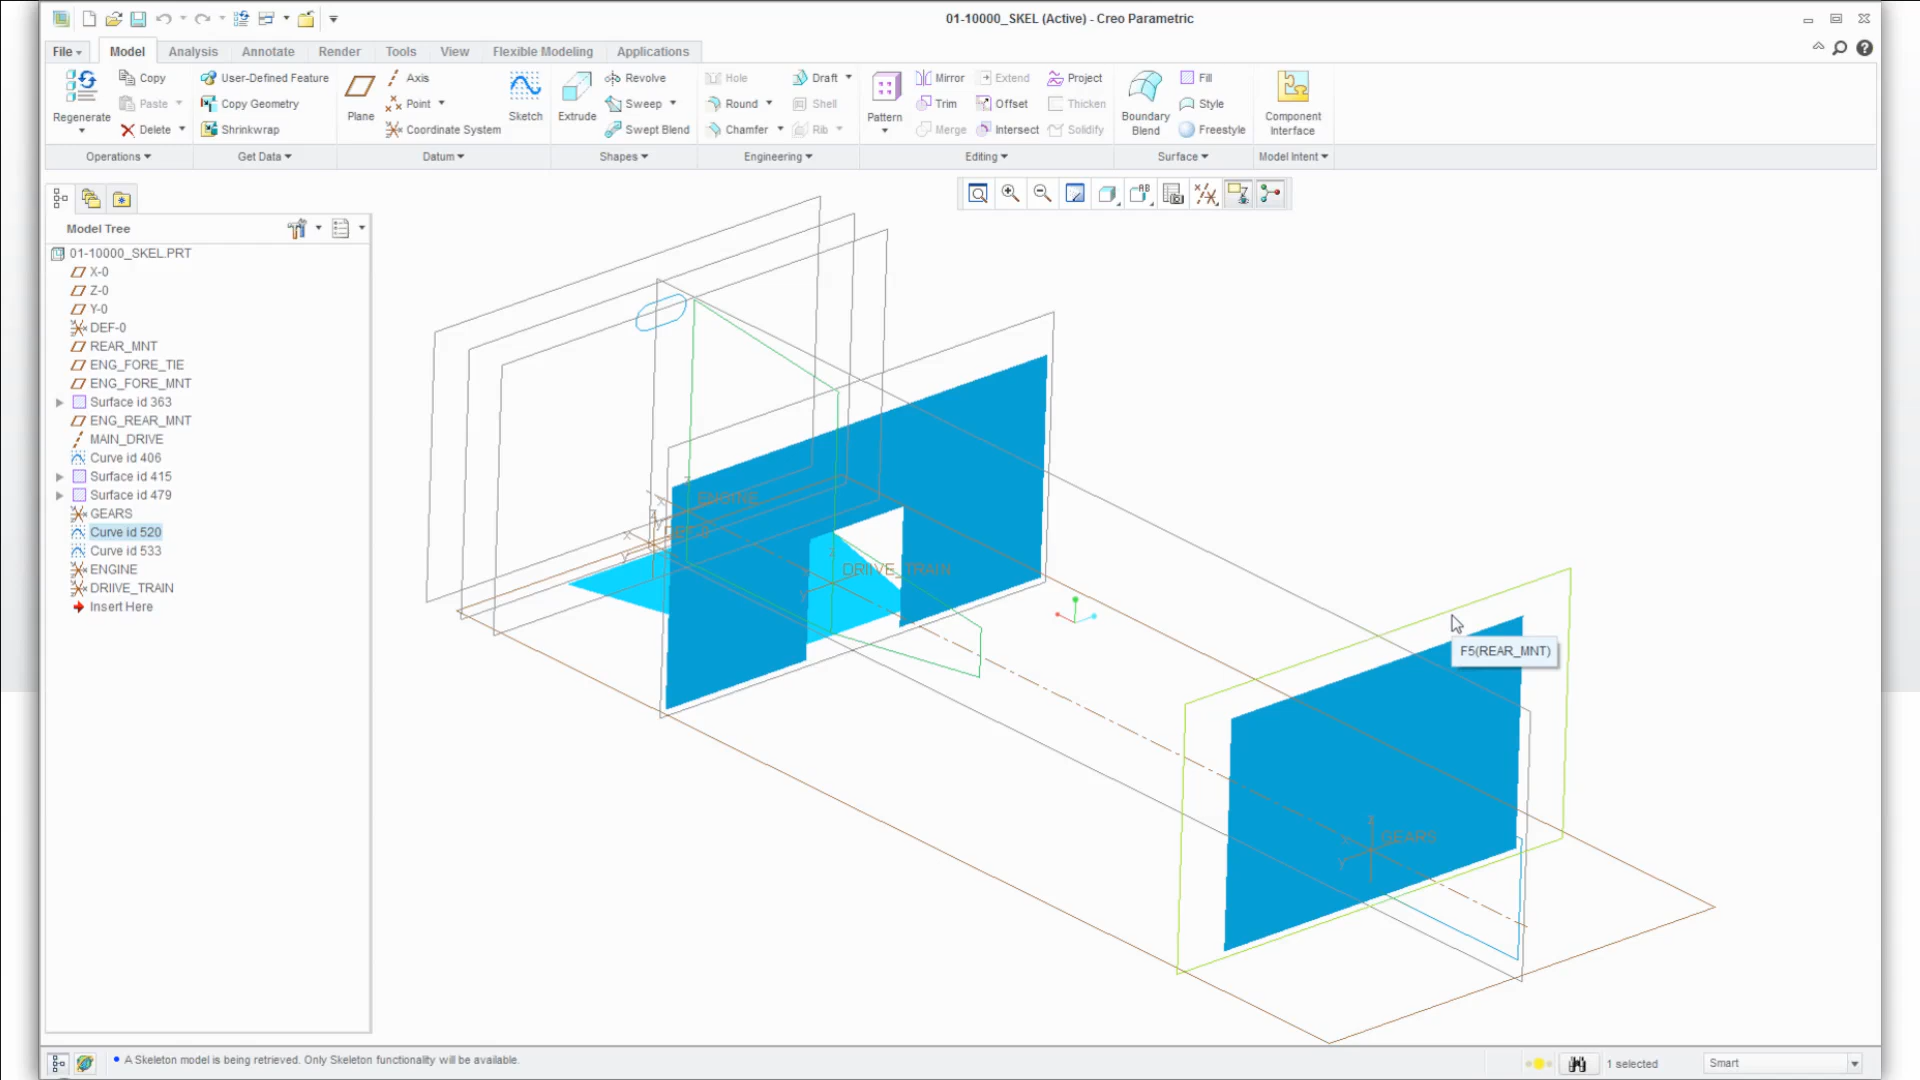 01-10000_SKEL (Active) - Creo Parametric
File Model Analysis Annotate Render Tools View Flexible Modeling Applications
Regenerate
Copy
Paste
Delete
Operations
User-Defined Feature
Copy Geometry
Shrinkwrap
Get Data
Plane
Axis
Point
Coordinate System
Sketch
Datum
Extrude
Revolve
Sweep
Swept Blend
Shapes
Hole
Round
Chamfer
Draft
Shell
Rib
Engineering
Pattern
Mirror
Trim
Merge
Extend
Offset
Intersect
Project
Thicken
Solidify
Editing
Boundary
Blend
Fill
Style
Freestyle
Surface
Component
Interface
Model Intent
Model Tree
01-10000_SKEL.PRT
X-0
Z-0
Y-0
DEF-0
REAR_MNT
ENG_FORE_TIE
ENG_FORE_MNT
Surface id 363
ENG_REAR_MNT
MAIN_DRIVE
Curve id 406
Surface id 415
Surface id 479
GEARS
Curve id 520
Curve id 533
ENGINE
DRIIVE_TRAIN
Insert Here
ENGINE
DEF-0
DRIIVE_TRAIN
F5(REAR_MNT)
GEARS
A Skeleton model is being retrieved. Only Skeleton functionality will be available.
1 selected
Smart